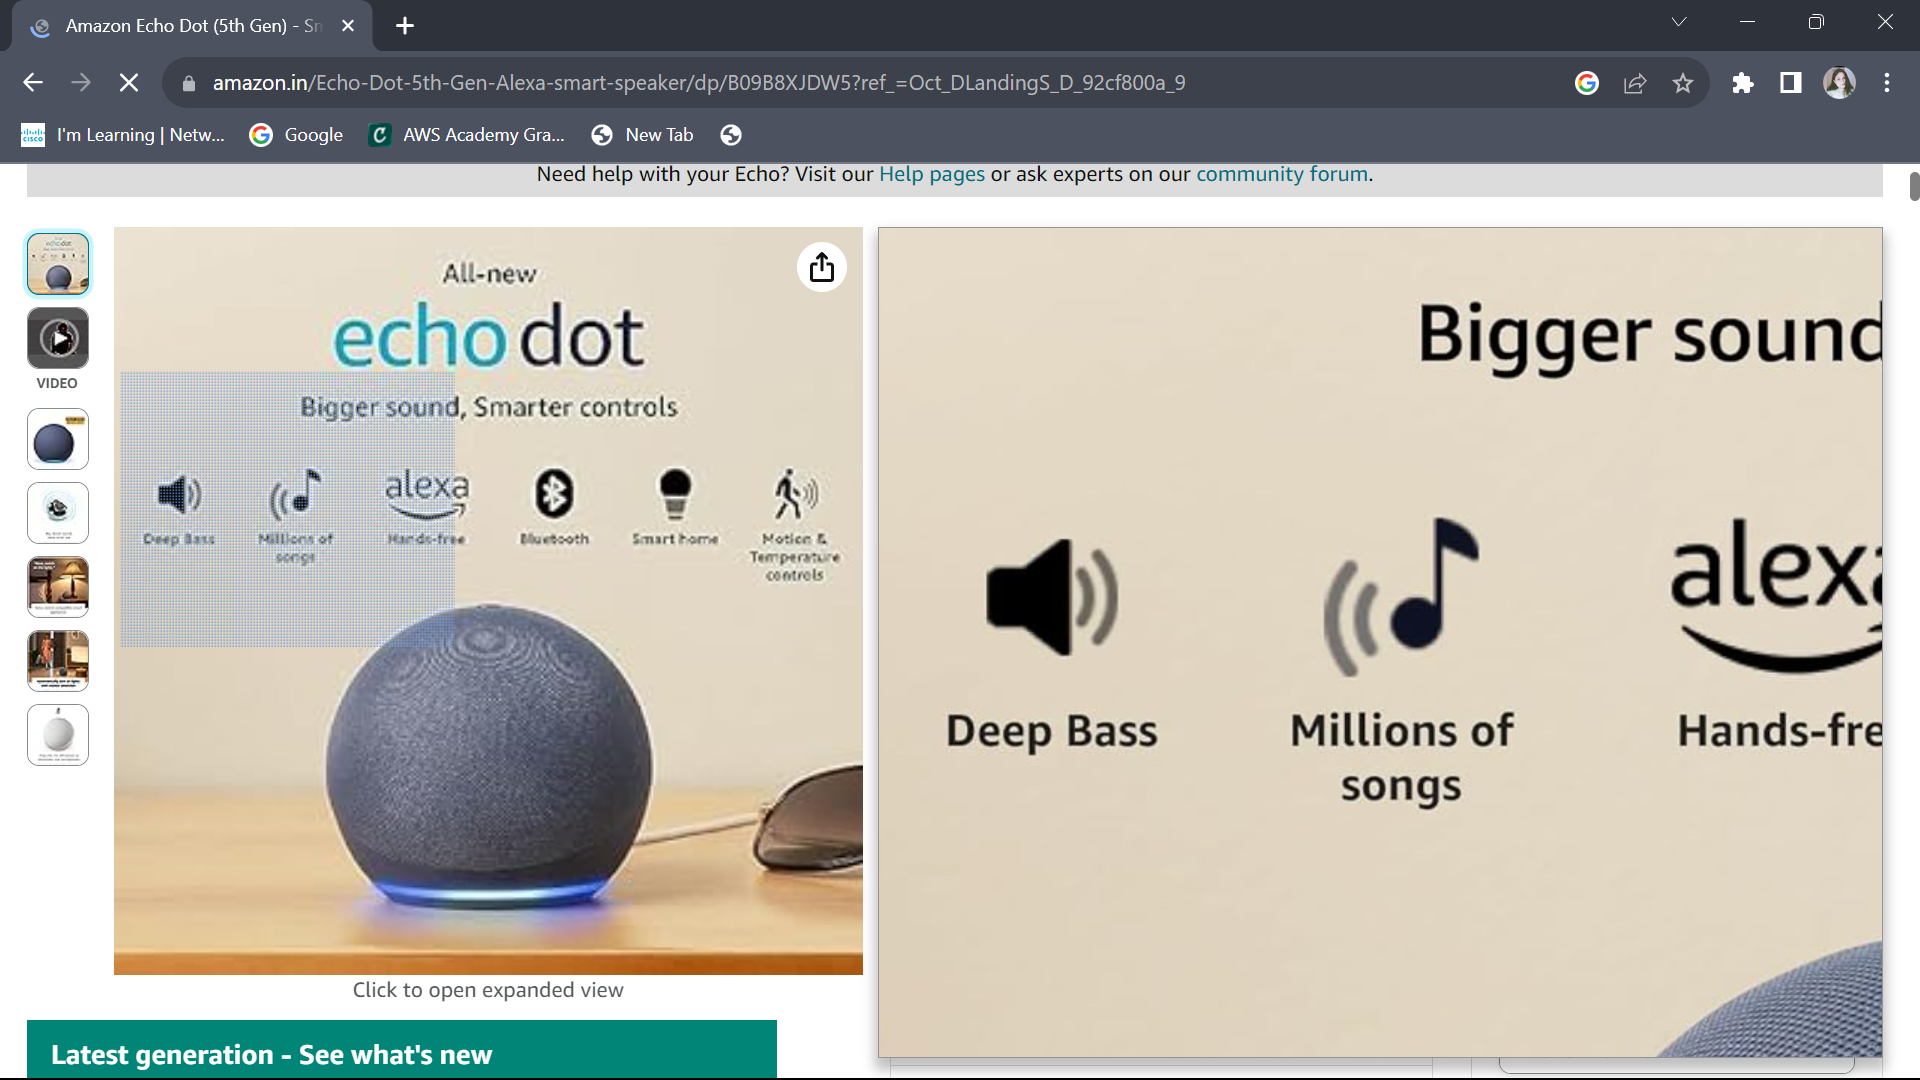 Amazon Echo Dot (5th Gen) - Sn
amazon.in/Echo-Dot-5th-Gen-Alexa-smart-speaker/dp/B09B8XJDW5?ref_=Oct_DLandingS_D_92cf800a_9
I'm Learning | Netw...
Google
AWS Academy Gra...
New Tab
Need help with your Echo? Visit our Help pages or ask experts on our community forum.
VIDEO
All-new
echo dot
Bigger sound, Smarter controls
alexa
Deep Bass
Millions of
songs
Hands-free
Bluetooth
Smart home
Motion &
Temperature
controls
Click to open expanded view
Latest generation - See what's new
Bigger sound
alexa
Deep Bass
Millions of
songs
Hands-fre